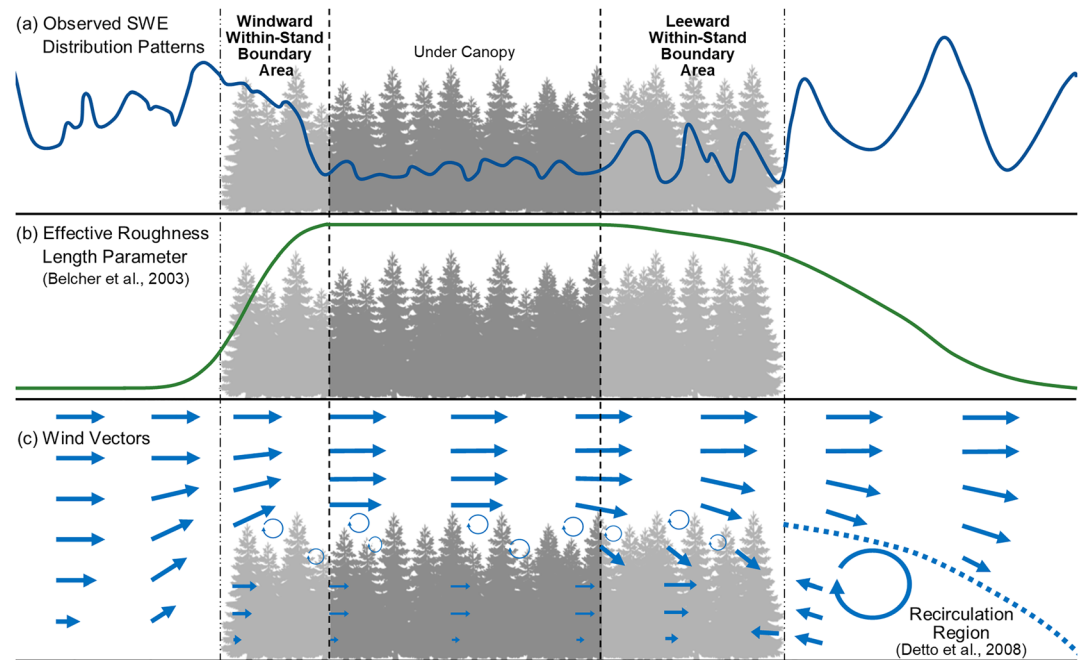 (a) Observed SWE
Distribution Patterns
Windward
Within-Stand
Boundary
Area
Under Canopy
Leeward
Within-Stand
Boundary
Area
(b) Effective Roughness
Length Parameter
(Belcher et al., 2003)
(c) Wind Vectors
Recirculation
Region
(Detto et al., 2008)